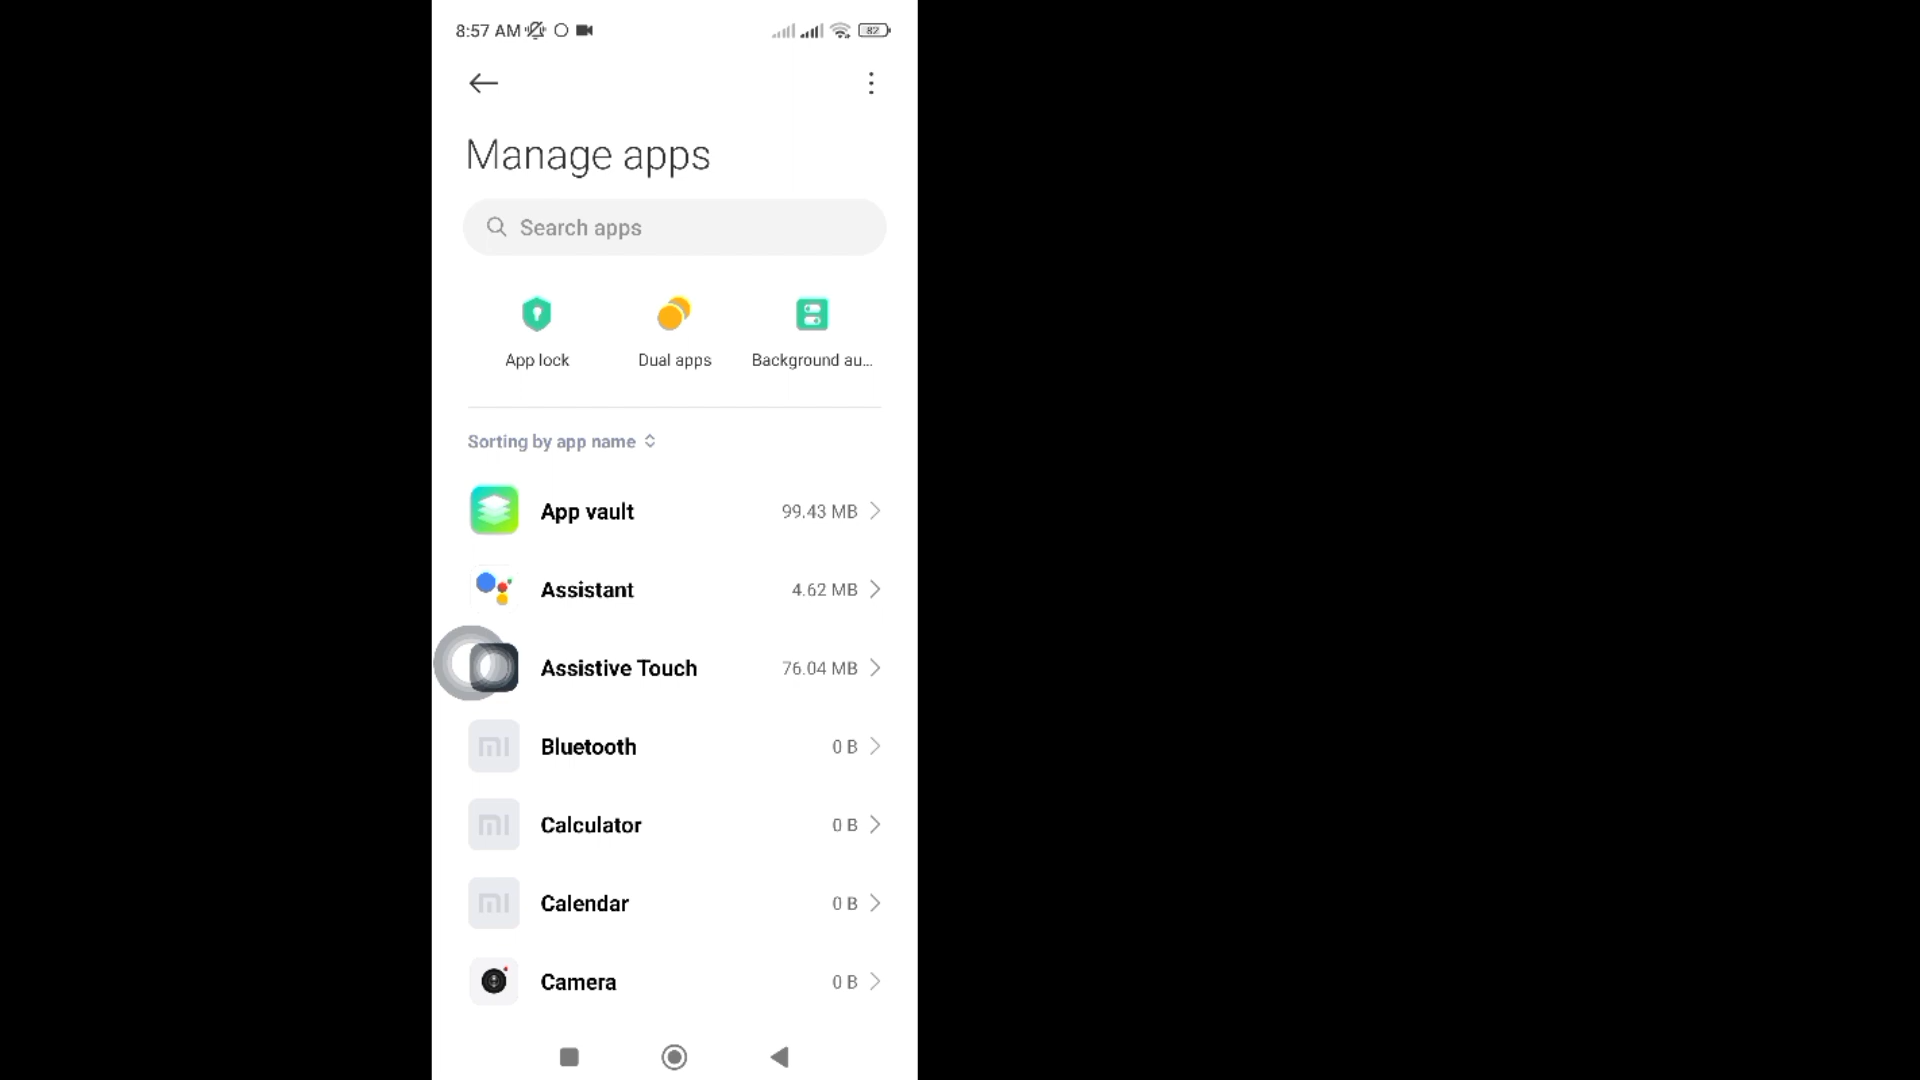 8:57 AM
82
Manage apps
Search apps
App lock
Dual apps
Background au...
Sorting by app name
App vault
99.43 MB
Assistant
4.62 MB
Assistive Touch
76.04 MB
Bluetooth
0 B
Calculator
0 B
Calendar
0 B
Camera
0 B